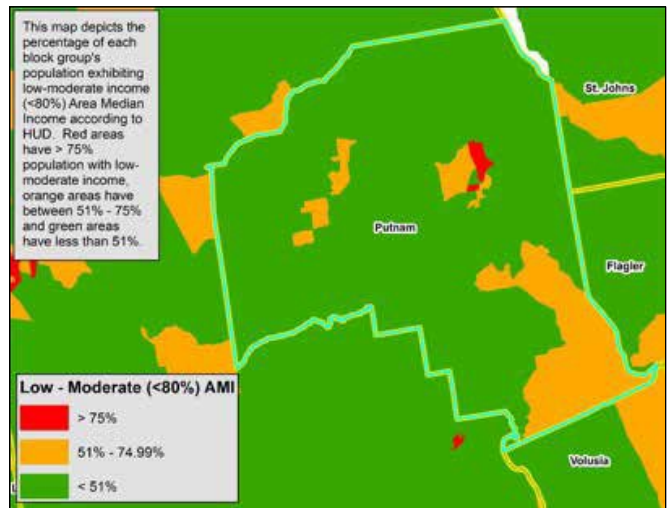 This map depicts the
percentage of each
block group's
population exhibiting
low-moderate income
(<80%) Area Median
Income according to
HUD. Red areas
have > 75%
population with low-
moderate income,
orange areas have
between 51% - 75%
and green areas
have less than 51%.
St. Johns
Putnam
Flagler
Low - Moderate (<80%) AMI
> 75%
51% - 74.99%
< 51%
Volusia